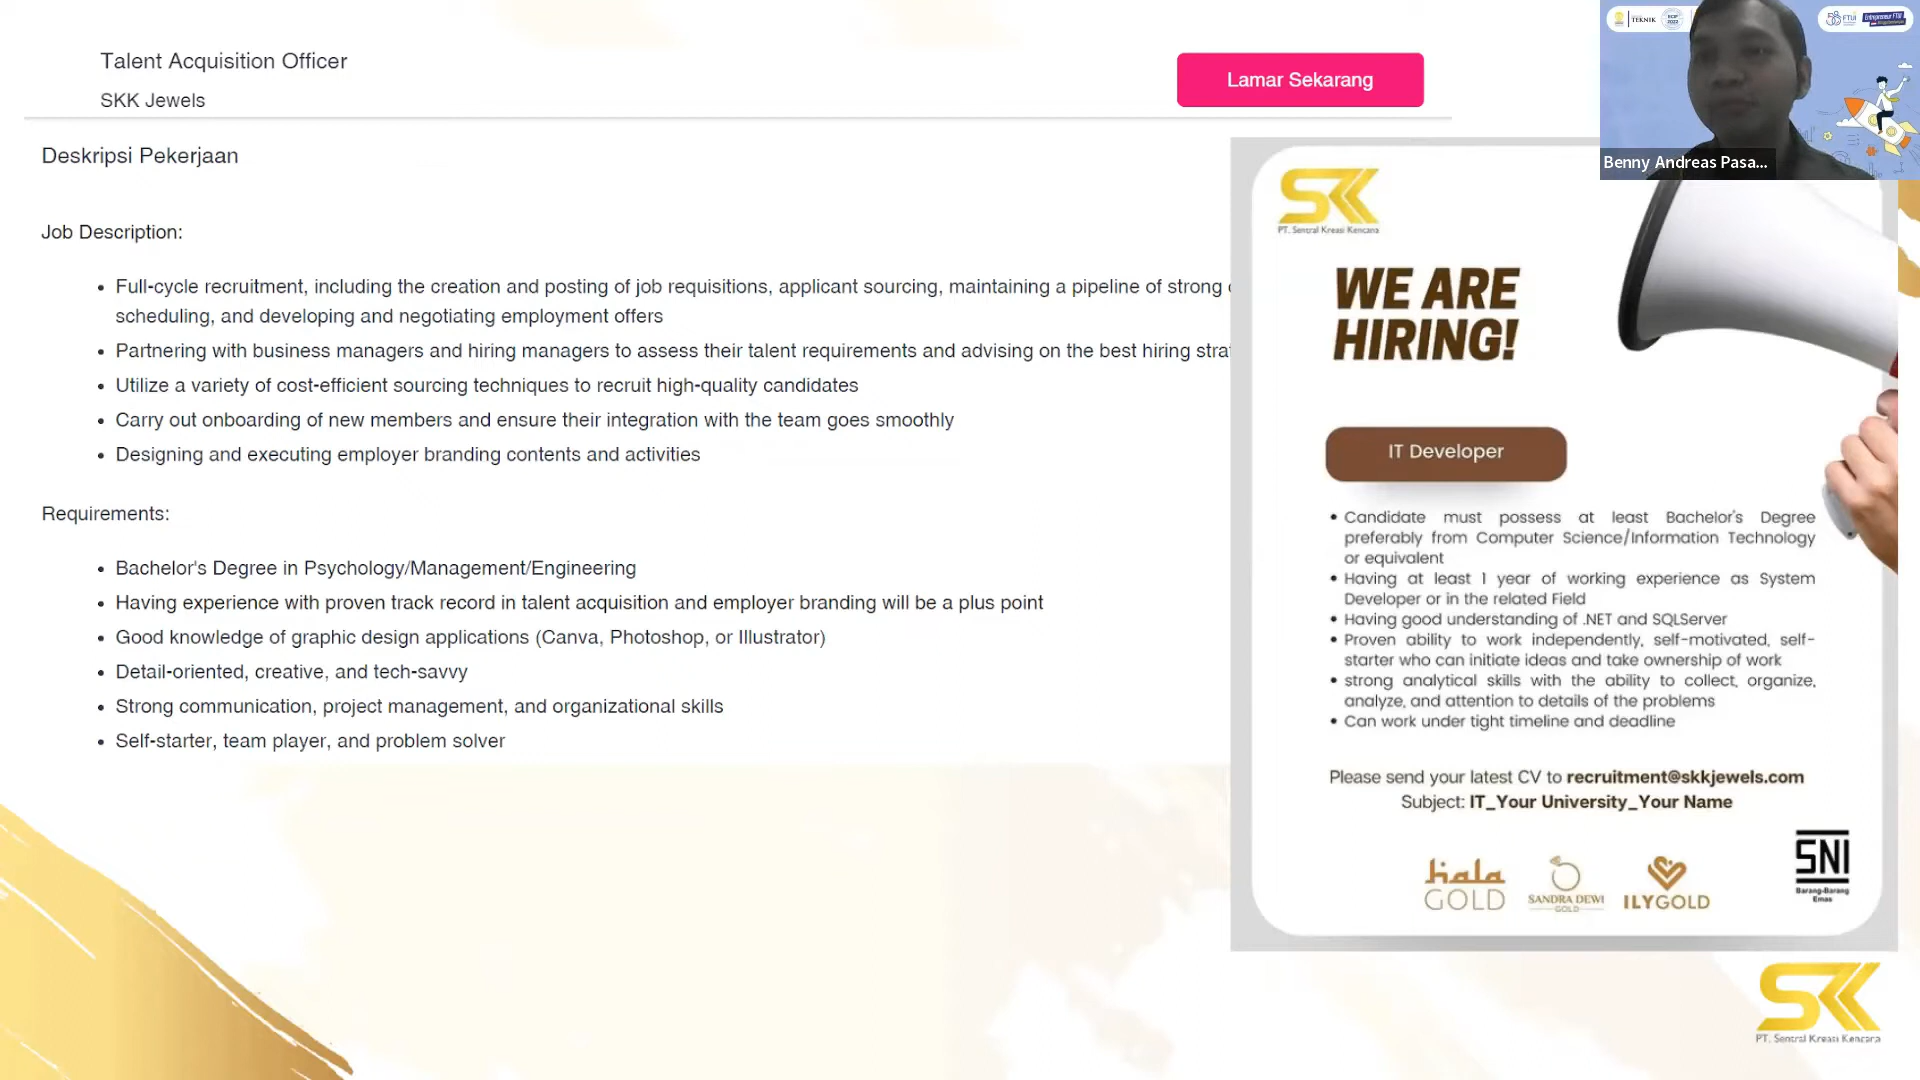 Talent Acquisition Officer
SKK Jewels
Lamar Sekarang
Deskripsi Pekerjaan
Job Description:
• Full-cycle recruitment, including the creation and posting of job requisitions, applicant sourcing, maintaining a pipeline of strong
scheduling, and developing and negotiating employment offers
• Partnering with business managers and hiring managers to assess their talent requirements and advising on the best hiring stra
• Utilize a variety of cost-efficient sourcing techniques to recruit high-quality candidates
• Carry out onboarding of new members and ensure their integration with the team goes smoothly
• Designing and executing employer branding contents and activities
Requirements:
• Bachelor's Degree in Psychology/Management/Engineering
• Having experience with proven track record in talent acquisition and employer branding will be a plus point
• Good knowledge of graphic design applications (Canva, Photoshop, or Illustrator)
• Detail-oriented, creative, and tech-savvy
• Strong communication, project management, and organizational skills
• Self-starter, team player, and problem solver
TEKNIK
FTUI
Entrepreneur FTUI
Benny Andreas Pasa...
SKK
PT. Sentral Kreasi Kencana
WE ARE
HIRING!
IT Developer
• Candidate must possess at least Bachelor's Degree
preferably from Computer Science/Information Technology
or equivalent
• Having at least 1 year of working experience as System
Developer or in the related Field
• Having good understanding of .NET and SQLServer
• Proven ability to work independently, self-motivated, self-
starter who can initiate ideas and take ownership of work
• strong analytical skills with the ability to collect, organize,
analyze, and attention to details of the problems
• Can work under tight timeline and deadline
Please send your latest CV to recruitment@skkjewels.com
Subject: IT_Your University_Your Name
hala
GOLD
SANDRA DEWI
GOLD
ILYGOLD
SNI
Barang-Barang
Emas
SKK
PT. Sentral Kreasi Kencana